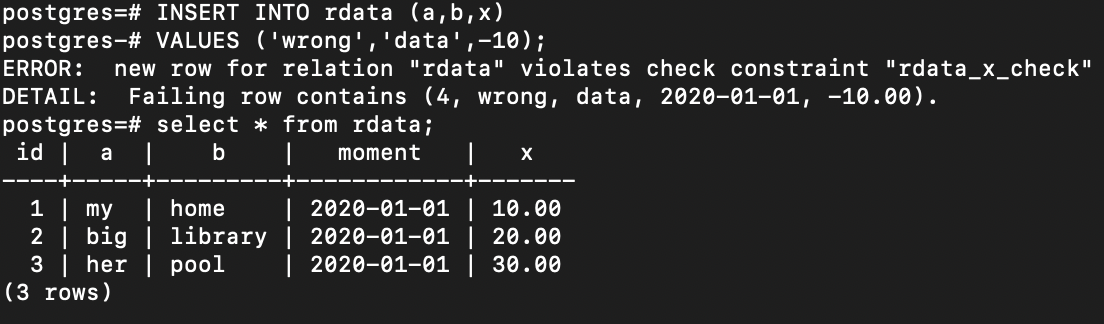 postgres=# INSERT INTO rdata (a,b,x)
postgres-# VALUES ('wrong','data',-10);
ERROR:  new row for relation "rdata" violates check constraint "rdata_x_check"
DETAIL:  Failing row contains (4, wrong, data, 2020-01-01, -10.00).
postgres=# select * from rdata;
 id |  a  |    b    |   moment   |   x
----+-----+---------+------------+-------
  1 | my  | home    | 2020-01-01 | 10.00
  2 | big | library | 2020-01-01 | 20.00
  3 | her | pool    | 2020-01-01 | 30.00
(3 rows)